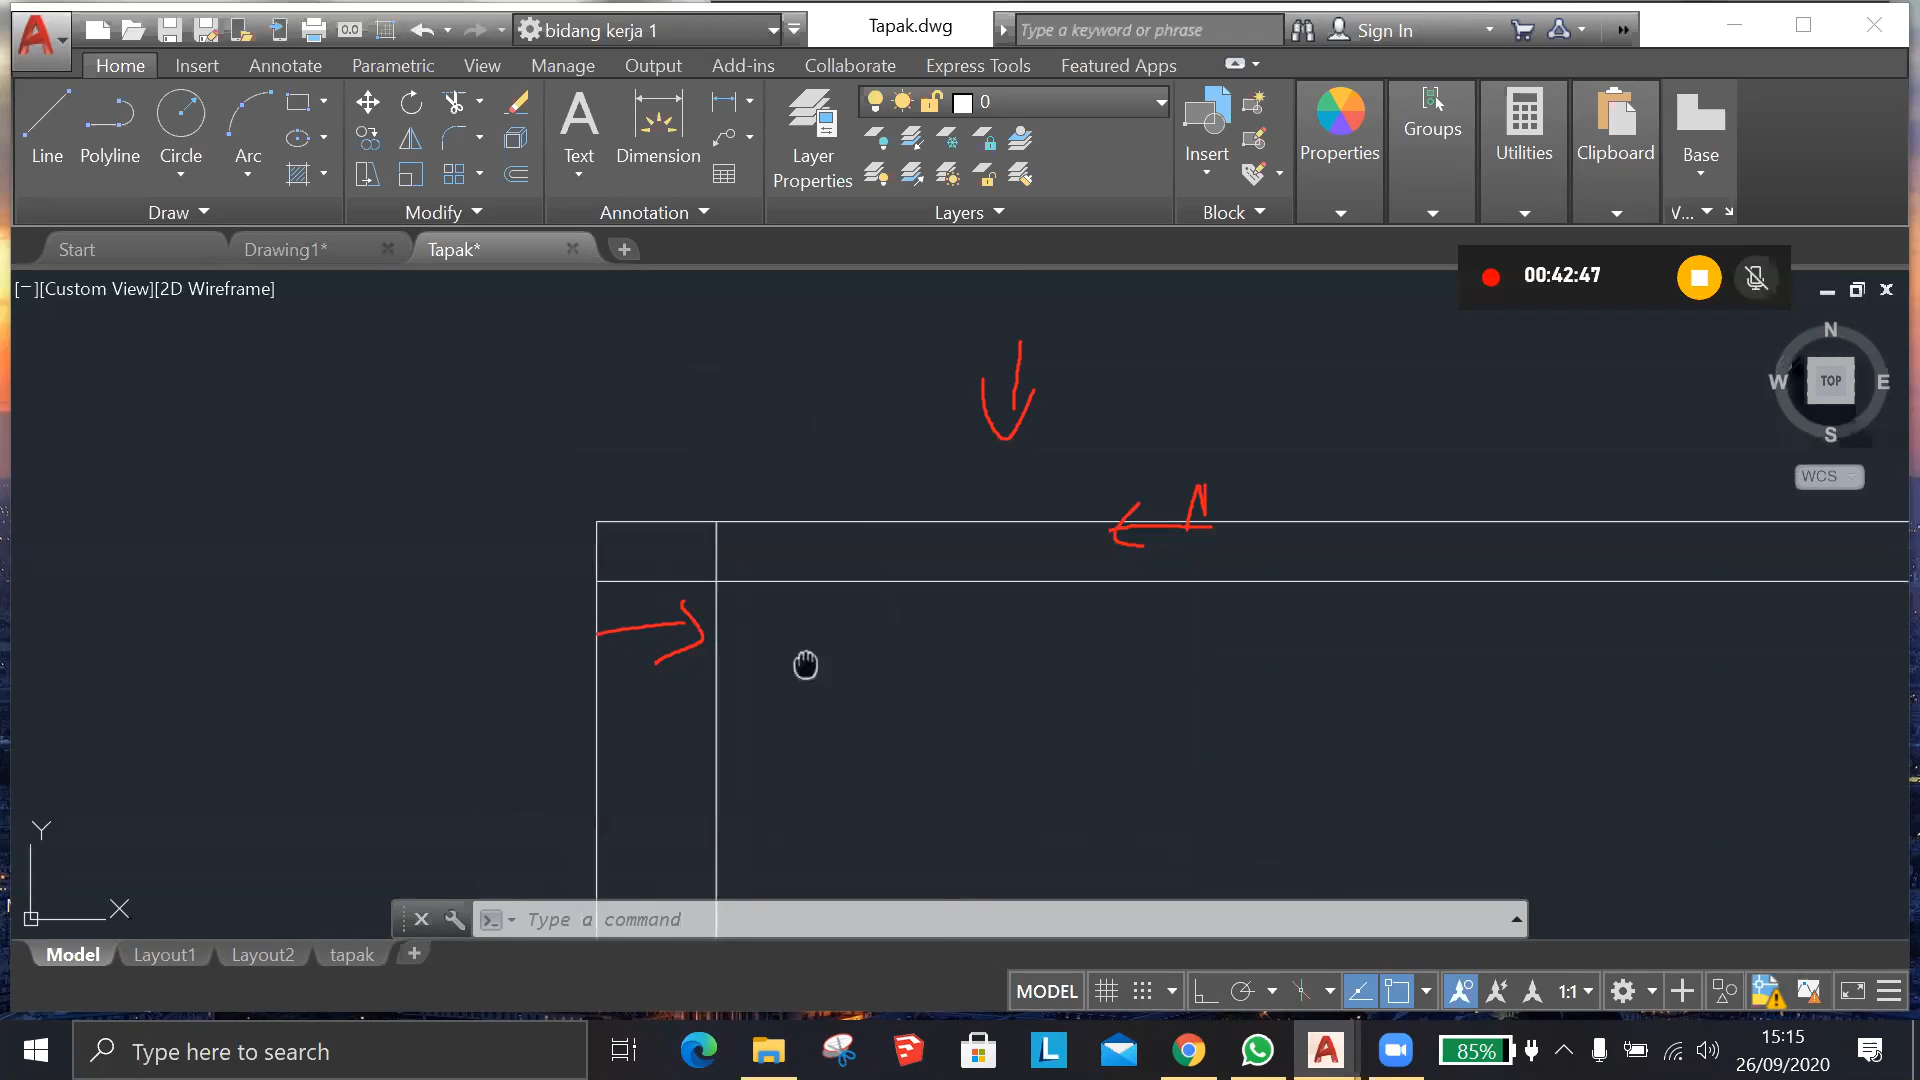 bidang kerja 1
Tapak.dwg
Type a keyword or phrase
Sign In
Home
Insert
Annotate
Parametric
View
Manage
Output
Add-ins
Collaborate
Express Tools
Featured Apps
Line
Polyline
Circle
Arc
Text
Dimension
Layer
Properties
0
Insert
Properties
Groups
Utilities
Clipboard
Base
Draw
Modify
Annotation
Layers
Block
V...
Start
Drawing1*
Tapak*
00:42:47
[−][Custom View][2D Wireframe]
N
W
TOP
E
S
WCS
Y
X
Type a command
Model
Layout1
Layout2
tapak
MODEL
1:1
Type here to search
85%
15:15
26/09/2020